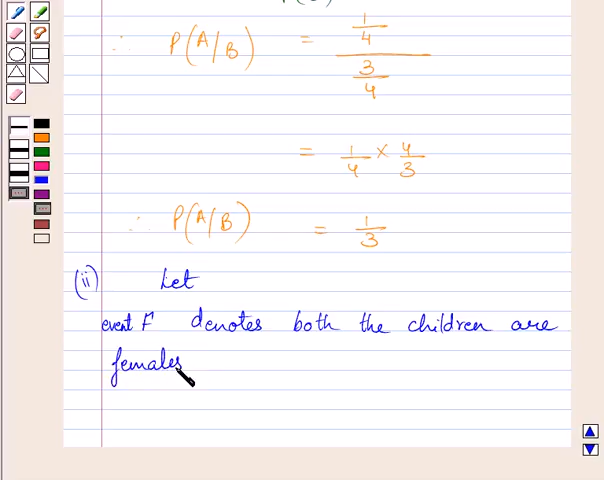 ∴ P(A/B) = 1/4 / 3/4
= 1/4 × 4/3
∴ P(A/B) = 1/3
(ii) Let
event F denotes both the children are
females